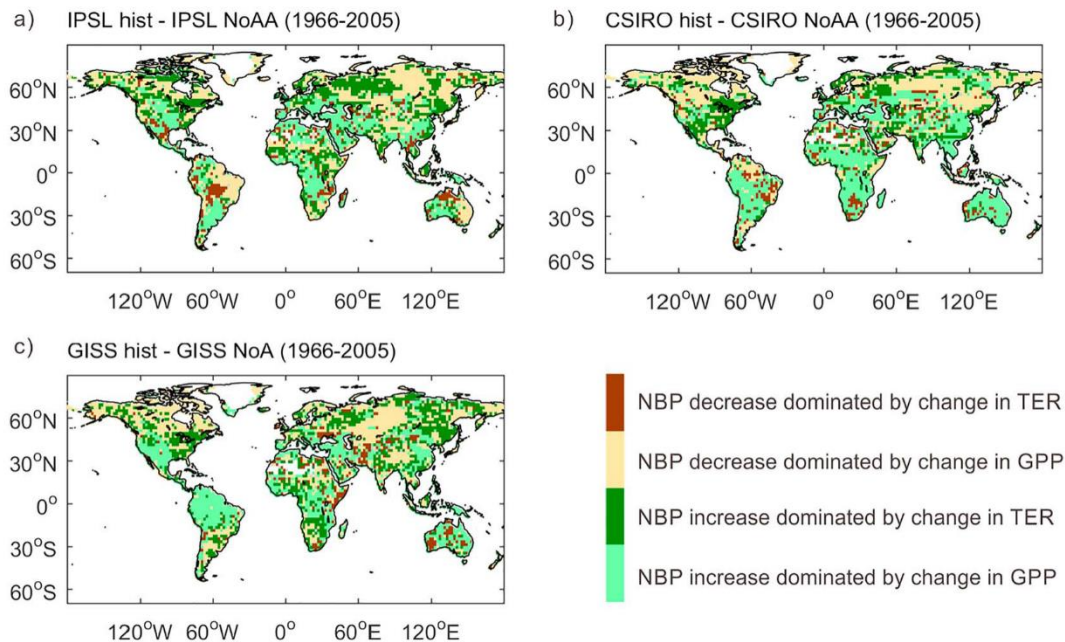 a) IPSL hist - IPSL NoAA (1966-2005)
60°N
30°N
0°
30°S
60°S
120°W 60°W 0° 60°E 120°E
b) CSIRO hist - CSIRO NoAA (1966-2005)
60°N
30°N
0°
30°S
60°S
120°W 60°W 0° 60°E 120°E
c) GISS hist - GISS NoA (1966-2005)
60°N
30°N
0°
30°S
60°S
120°W 60°W 0° 60°E 120°E
NBP decrease dominated by change in TER
NBP decrease dominated by change in GPP
NBP increase dominated by change in TER
NBP increase dominated by change in GPP